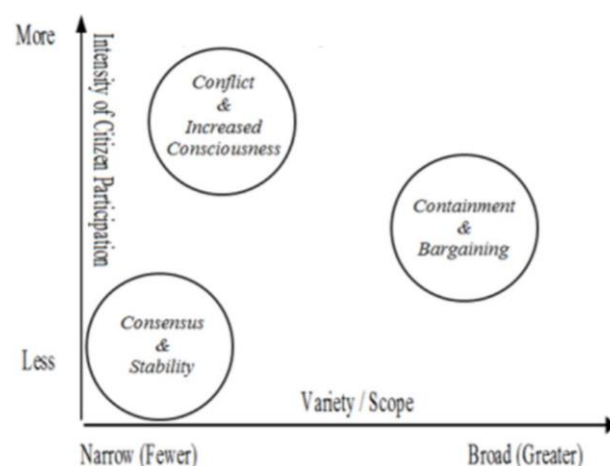 More
Intensity of Citizen Participation
Conflict
&
Increased
Consciousness
Containment
&
Bargaining
Consensus
&
Stability
Less
Variety / Scope
Narrow (Fewer)
Broad (Greater)